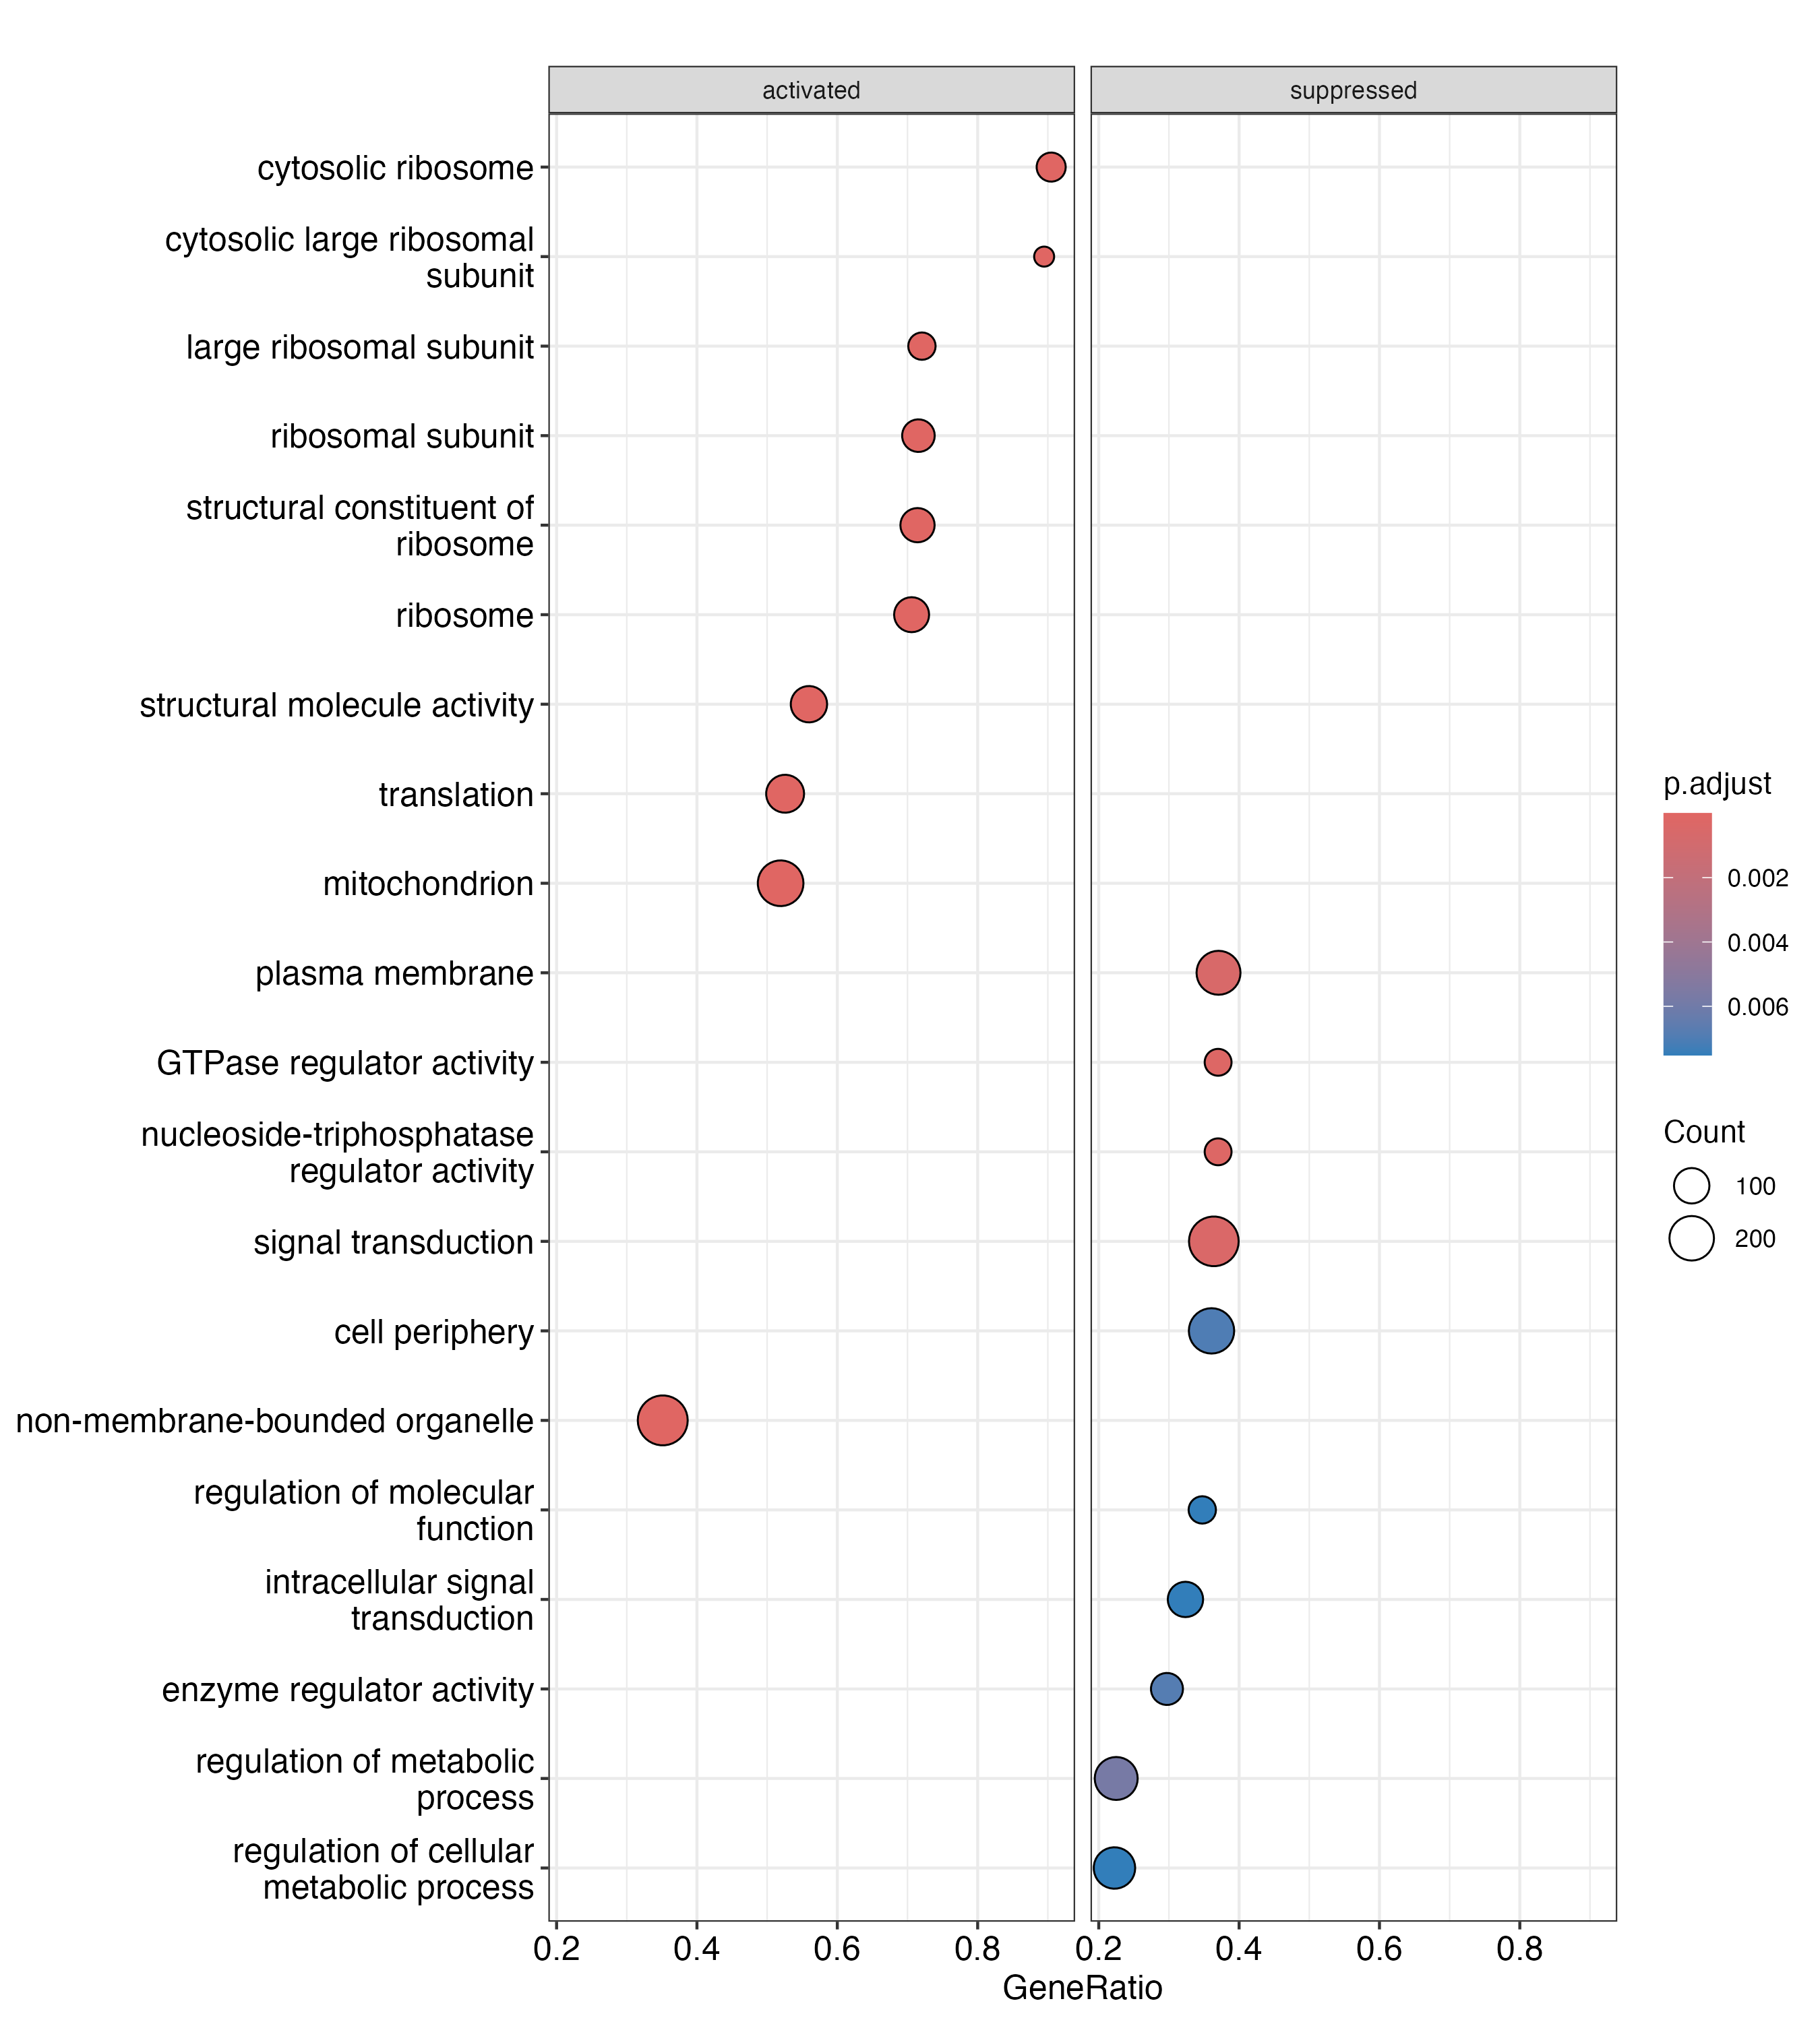 activated
suppressed
cytosolic ribosome
cytosolic large ribosomal
subunit
large ribosomal subunit
ribosomal subunit
structural constituent of
ribosome
ribosome
structural molecule activity
translation
mitochondrion
plasma membrane
GTPase regulator activity
nucleoside-triphosphatase
regulator activity
signal transduction
cell periphery
non-membrane-bounded organelle
regulation of molecular
function
intracellular signal
transduction
enzyme regulator activity
regulation of metabolic
process
regulation of cellular
metabolic process
0.2 0.4 0.6 0.8
0.2 0.4 0.6 0.8
GeneRatio
p.adjust
0.002
0.004
0.006
Count
100
200